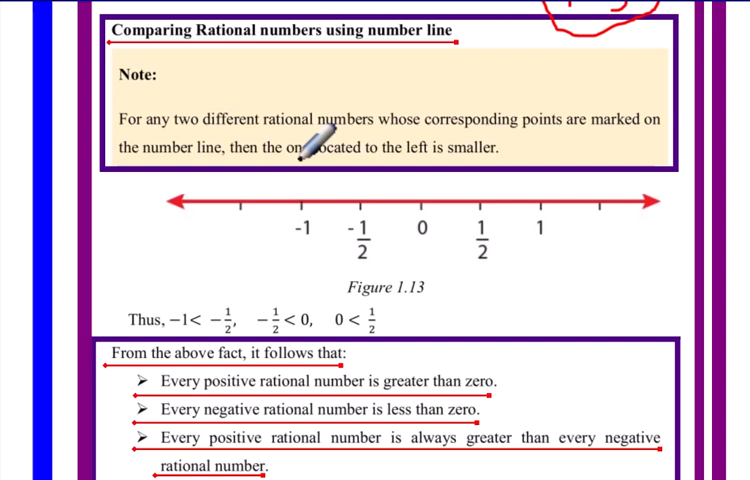 Comparing Rational numbers using number line
Note:
For any two different rational numbers whose corresponding points are marked on
the number line, then the one located to the left is smaller.
-1 -1/2 0 1/2 1
Figure 1.13
Thus, −1< −1/2, −1/2 < 0, 0 < 1/2
From the above fact, it follows that:
➢ Every positive rational number is greater than zero.
➢ Every negative rational number is less than zero.
➢ Every positive rational number is always greater than every negative
rational number.